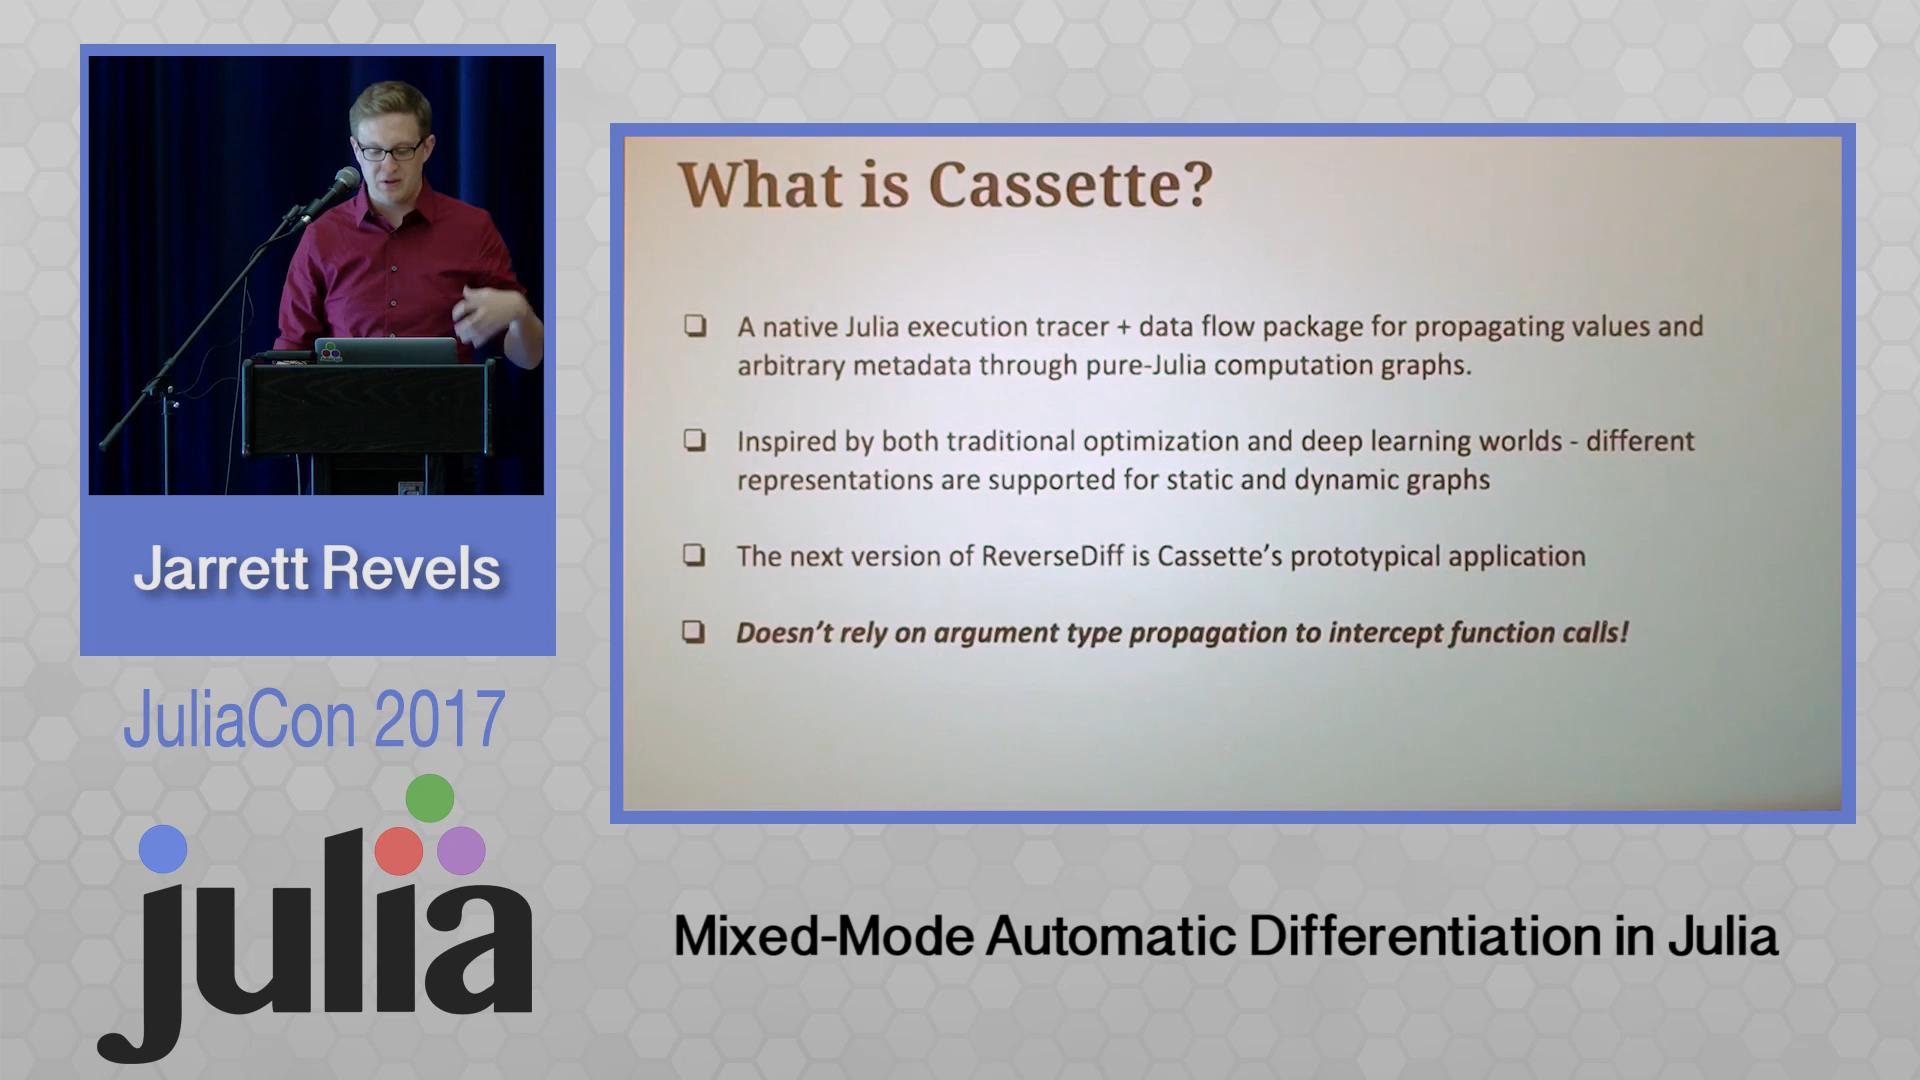 Jarrett Revels
JuliaCon 2017
julia
What is Cassette?
A native Julia execution tracer + data flow package for propagating values and
arbitrary metadata through pure-Julia computation graphs.
Inspired by both traditional optimization and deep learning worlds - different
representations are supported for static and dynamic graphs
The next version of ReverseDiff is Cassette's prototypical application
Doesn't rely on argument type propagation to intercept function calls!
Mixed-Mode Automatic Differentiation in Julia